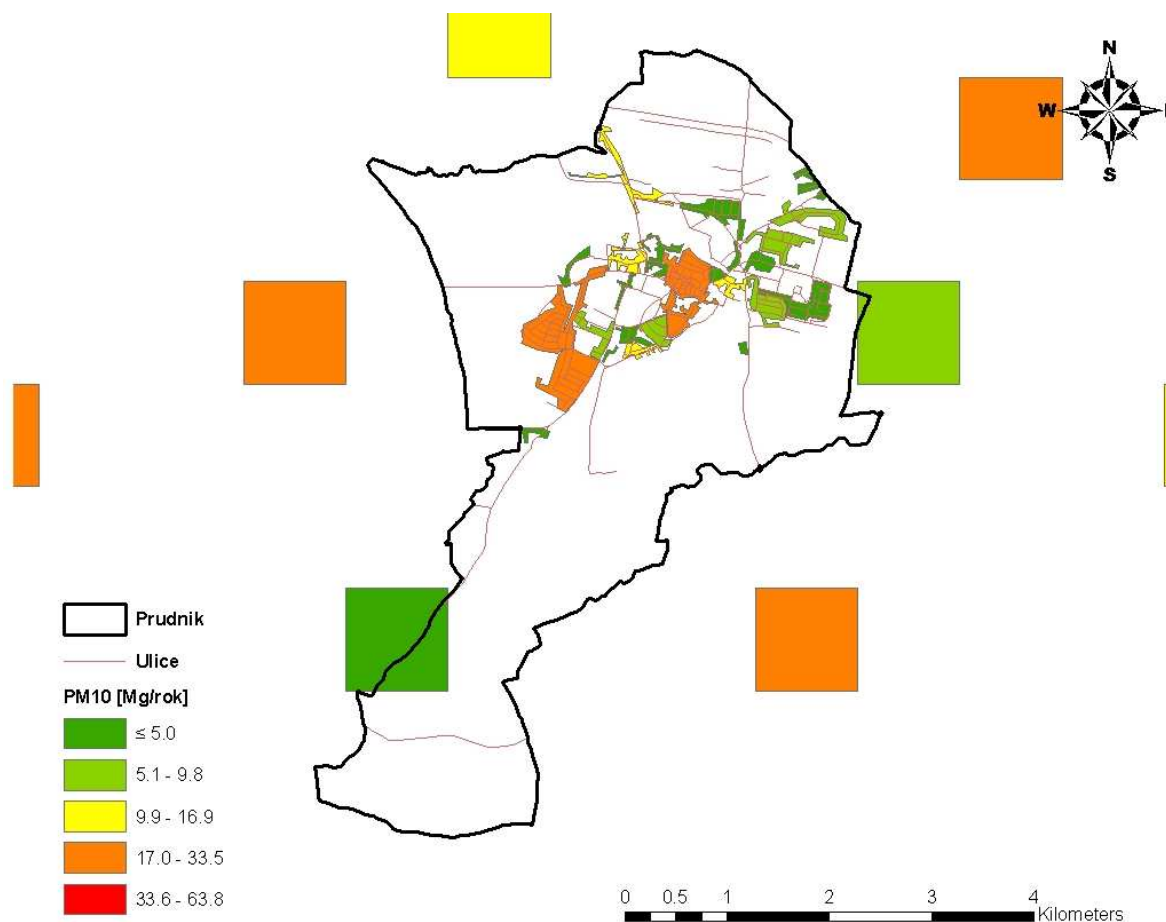 N
W
S
Prudnik
Ulice
PM10 [Mg/rok]
≤ 5.0
5.1 - 9.8
9.9 - 16.9
17.0 - 33.5
33.6 - 63.8
0 0.5 1 2 3 4
Kilometers